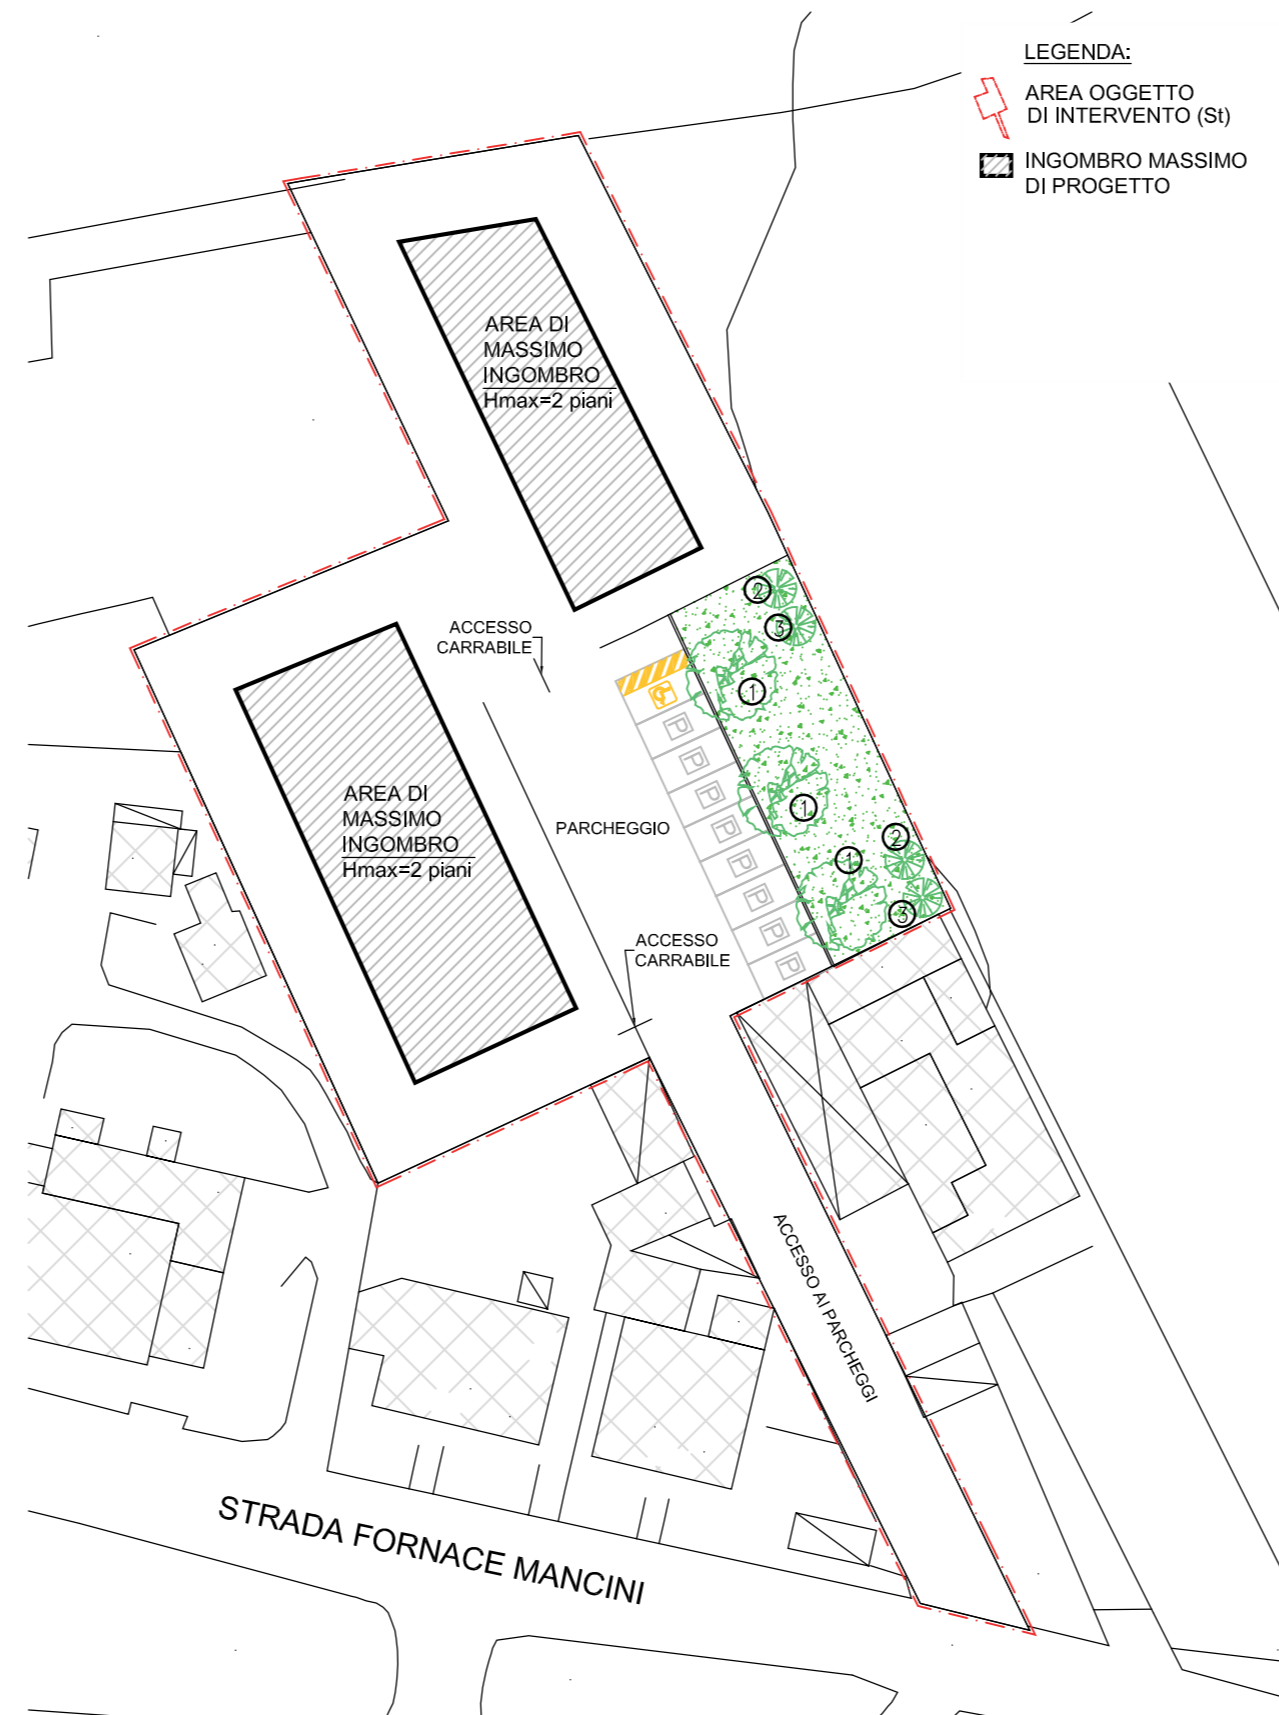 LEGENDA:
AREA OGGETTO
DI INTERVENTO (St)
INGOMBRO MASSIMO
DI PROGETTO
AREA DI
MASSIMO
INGOMBRO
Hmax=2 piani
ACCESSO
CARRABILE
2
3
1
P
P
P
P
P
P
P
P
AREA DI
MASSIMO
INGOMBRO
Hmax=2 piani
PARCHEGGIO
1
2
1
3
ACCESSO
CARRABILE
ACCESSO AI PARCHEGGI
STRADA FORNACE MANCINI